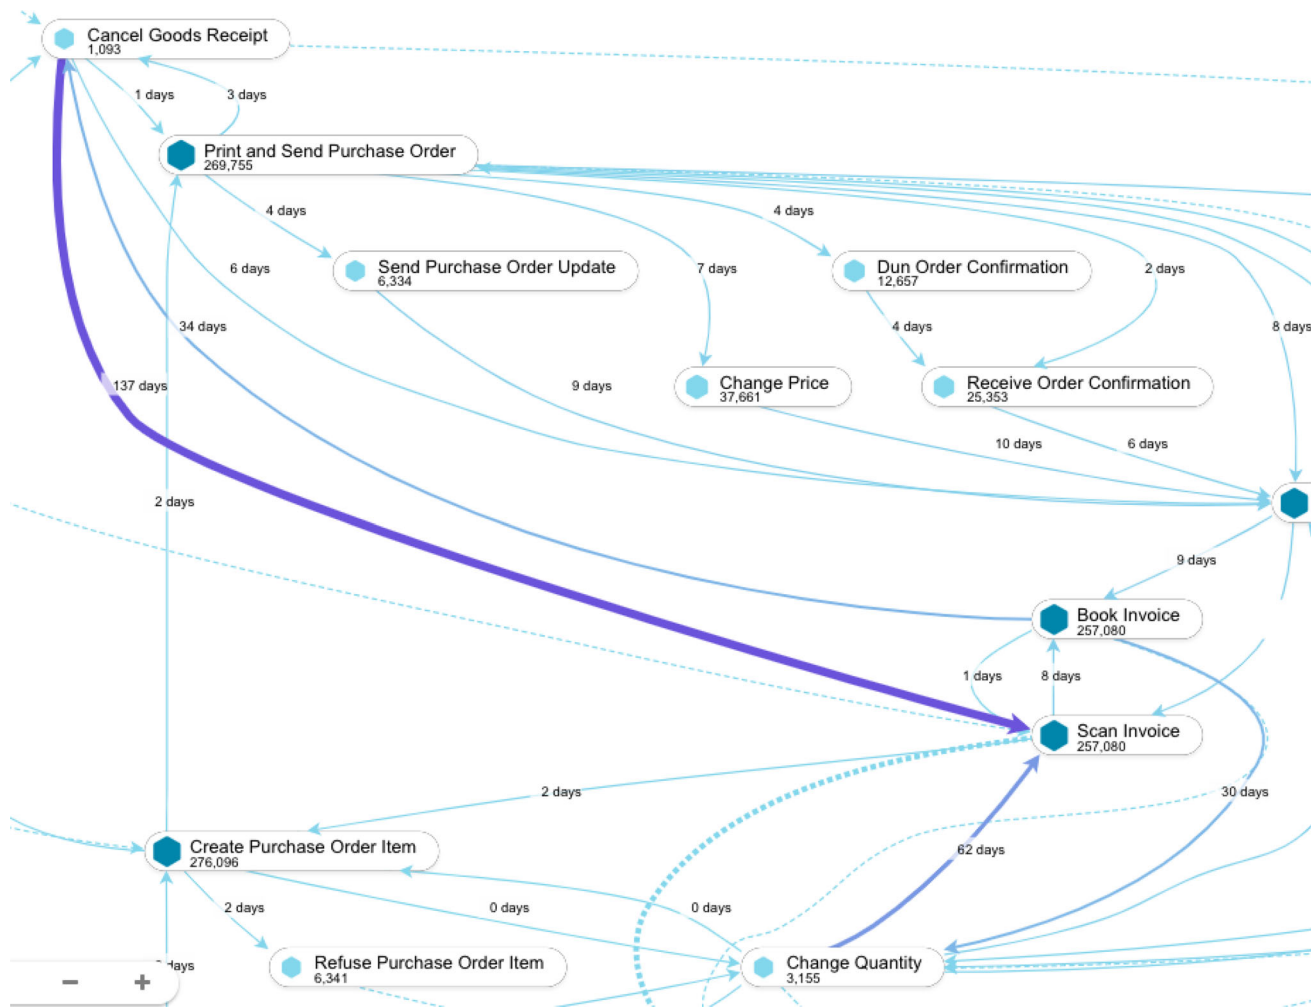 Cancel Goods Receipt
1,093
1 days
3 days
Print and Send Purchase Order
269,755
4 days
4 days
6 days
Send Purchase Order Update
6,334
7 days
Dun Order Confirmation
12,657
2 days
34 days
4 days
8 days
137 days
9 days
Change Price
37,661
Receive Order Confirmation
25,353
10 days
6 days
2 days
9 days
Book Invoice
257,080
1 days
8 days
Scan Invoice
257,080
2 days
30 days
Create Purchase Order Item
276,096
62 days
2 days
0 days
0 days
Refuse Purchase Order Item
6,341
Change Quantity
3,155
days
− +